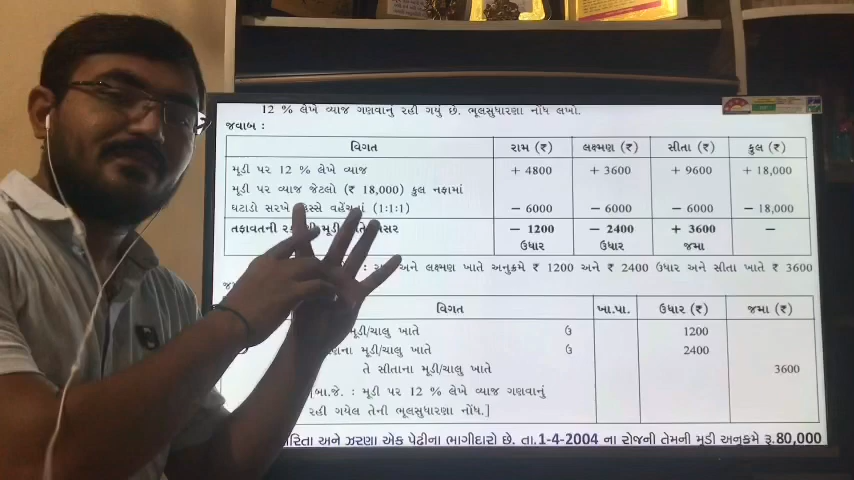 12 % લેખે વ્યાજ ગણવાનું રહી ગયું છે. ભૂલસુધારણા નોંધ લખો.
જવાબ :
વિગત રામ (₹) લક્ષ્મણ (₹) સીતા (₹) કુલ (₹)
મૂડી પર 12 % લેખે વ્યાજ + 4800 + 3600 + 9600 + 18,000
મૂડી પર વ્યાજ જેટલો (₹ 18,000) કુલ નફામાં
ઘટાડો સરખે વહેંચતાં (1:1:1) − 6000 − 6000 − 6000 − 18,000
તફાવતની − 1200 − 2400 + 3600 −
ઉધાર ઉધાર જમા
અને લક્ષ્મણ ખાતે અનુક્રમે ₹ 1200 અને ₹ 2400 ઉધાર અને સીતા ખાતે ₹ 3600
વિગત ખા.પા. ઉધાર (₹) જમા (₹)
મૂડી/ચાલુ ખાતે ઉ 1200
મૂડી/ચાલુ ખાતે ઉ 2400
તે સીતાના મૂડી/ચાલુ ખાતે 3600
[બા.જે. : મૂડી પર 12 % લેખે વ્યાજ ગણવાનું
રહી ગયેલ તેની ભૂલસુધારણા નોંધ.]
અને ઝરણા એક પેઢીના ભાગીદારો છે. તા.1-4-2004 ના રોજની તેમની મૂડી અનુક્રમે રૂ.80,000